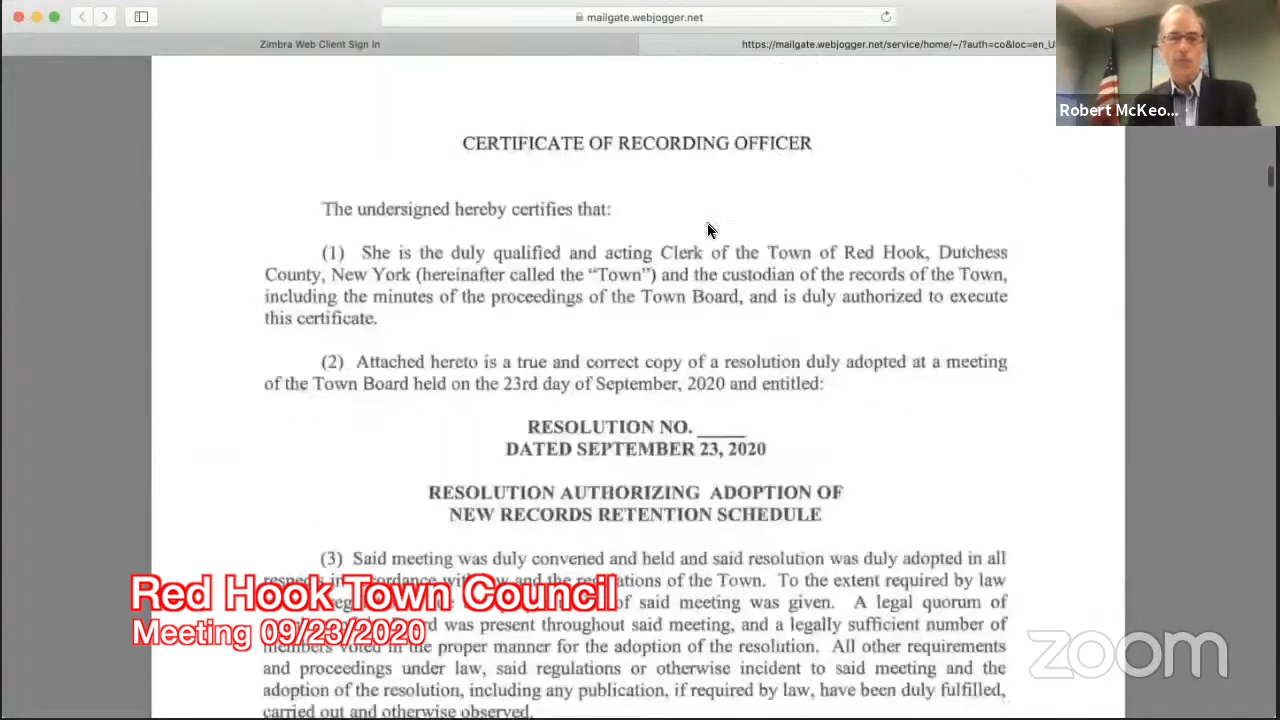 mailgate.webjogger.net
Zimbra Web Client Sign In
https://mailgate.webjogger.net/service/home/~/?auth=co&loc=en_U
Robert McKeo...
CERTIFICATE OF RECORDING OFFICER
The undersigned hereby certifies that:
(1) She is the duly qualified and acting Clerk of the Town of Red Hook, Dutchess
County, New York (hereinafter called the “Town”) and the custodian of the records of the Town,
including the minutes of the proceedings of the Town Board, and is duly authorized to execute
this certificate.
(2) Attached hereto is a true and correct copy of a resolution duly adopted at a meeting
of the Town Board held on the 23rd day of September, 2020 and entitled:
RESOLUTION NO. _____
DATED SEPTEMBER 23, 2020
RESOLUTION AUTHORIZING ADOPTION OF
NEW RECORDS RETENTION SCHEDULE
(3) Said meeting was duly convened and held and said resolution was duly adopted in all
of the Town. To the extent required by law
of said meeting was given. A legal quorum of
was present throughout said meeting, and a legally sufficient number of
members voted in the proper manner for the adoption of the resolution. All other requirements
and proceedings under law, said regulations or otherwise incident to said meeting and the
adoption of the resolution, including any publication, if required by law, have been duly fulfilled,
carried out and otherwise observed.
Red Hook Town Council
Meeting 09/23/2020
zoom